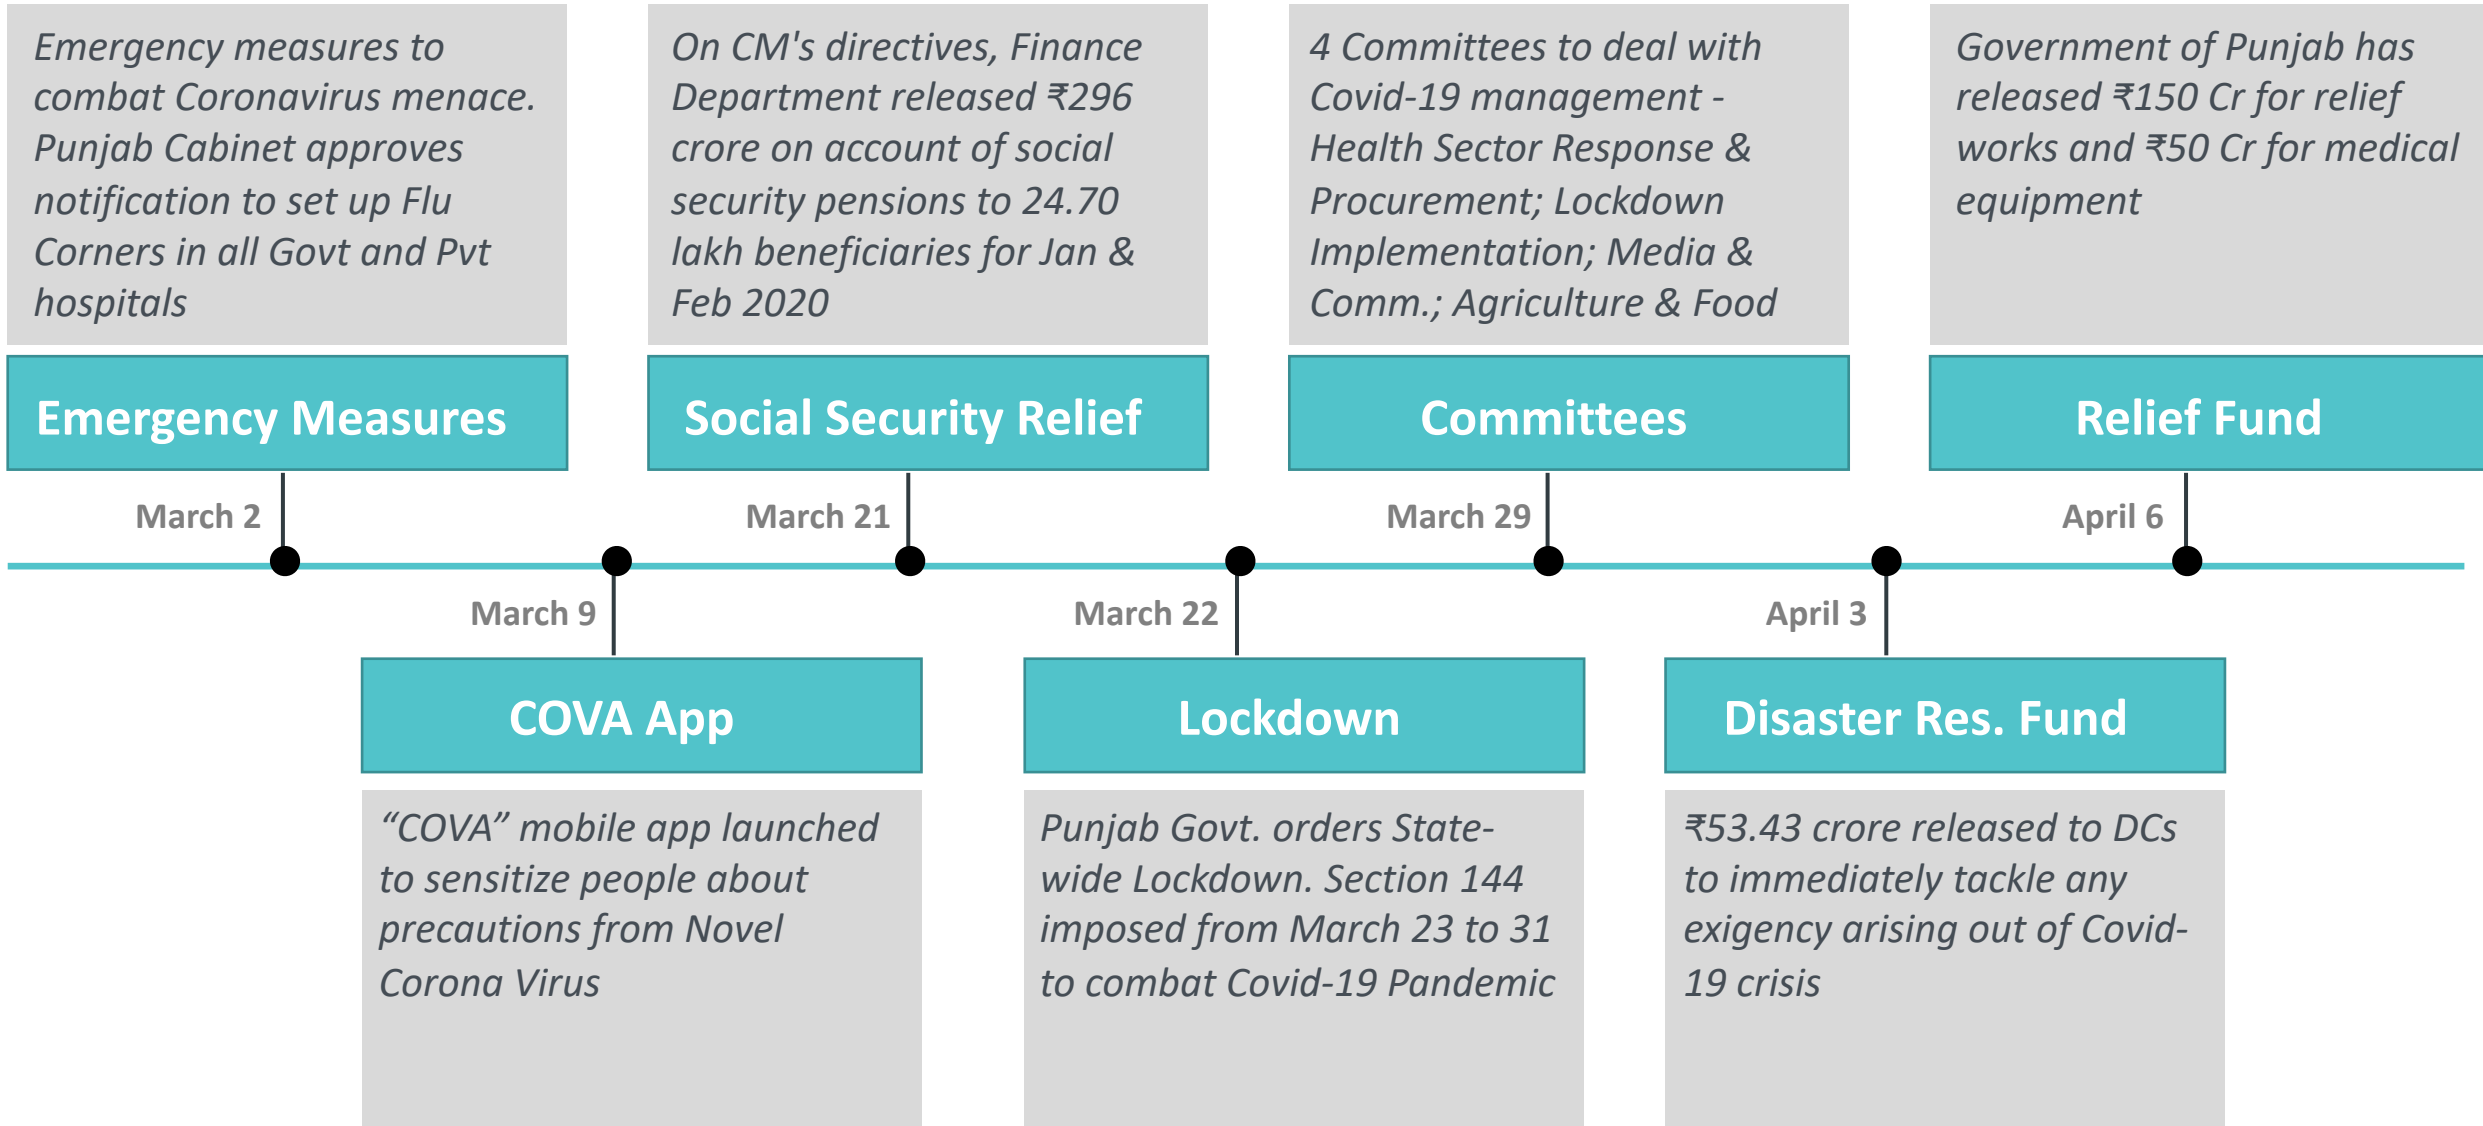 Emergency measures to
combat Coronavirus menace.
Punjab Cabinet approves
notification to set up Flu
Corners in all Govt and Pvt
hospitals
Emergency Measures
March 2
March 9
COVA App
“COVA” mobile app launched
to sensitize people about
precautions from Novel
Corona Virus
On CM's directives, Finance
Department released ₹296
crore on account of social
security pensions to 24.70
lakh beneficiaries for Jan &
Feb 2020
Social Security Relief
March 21
March 22
Lockdown
Punjab Govt. orders State-
wide Lockdown. Section 144
imposed from March 23 to 31
to combat Covid-19 Pandemic
4 Committees to deal with
Covid-19 management -
Health Sector Response &
Procurement; Lockdown
Implementation; Media &
Comm.; Agriculture & Food
Committees
March 29
April 3
Disaster Res. Fund
₹53.43 crore released to DCs
to immediately tackle any
exigency arising out of Covid-
19 crisis
Government of Punjab has
released ₹150 Cr for relief
works and ₹50 Cr for medical
equipment
Relief Fund
April 6